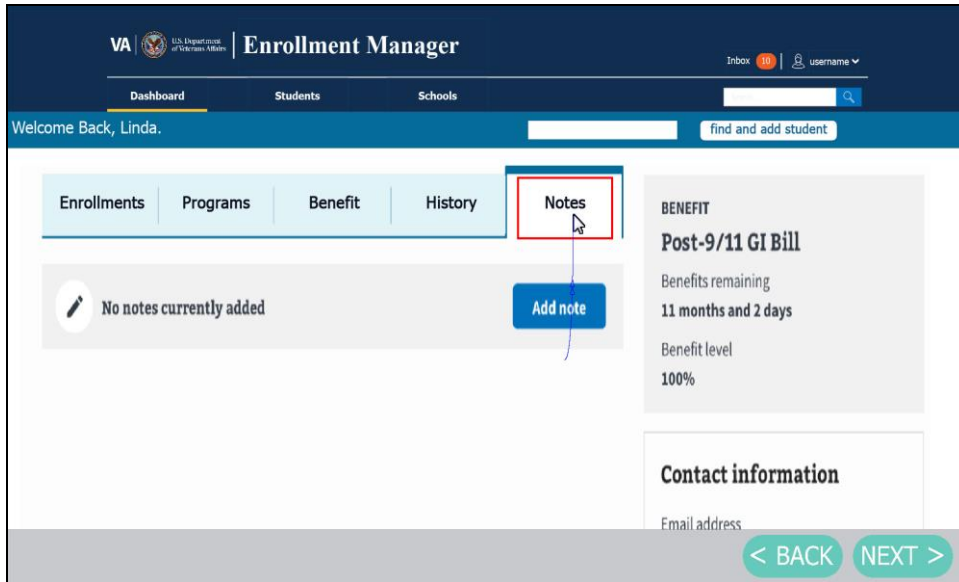 VA
U.S. Department
of Veterans Affairs
Enrollment Manager
Inbox 10 username
Dashboard Students Schools
Welcome Back, Linda.
find and add student
Enrollments Programs Benefit History Notes
No notes currently added
Add note
BENEFIT
Post-9/11 GI Bill
Benefits remaining
11 months and 2 days
Benefit level
100%
Contact information
Email address
< BACK NEXT >